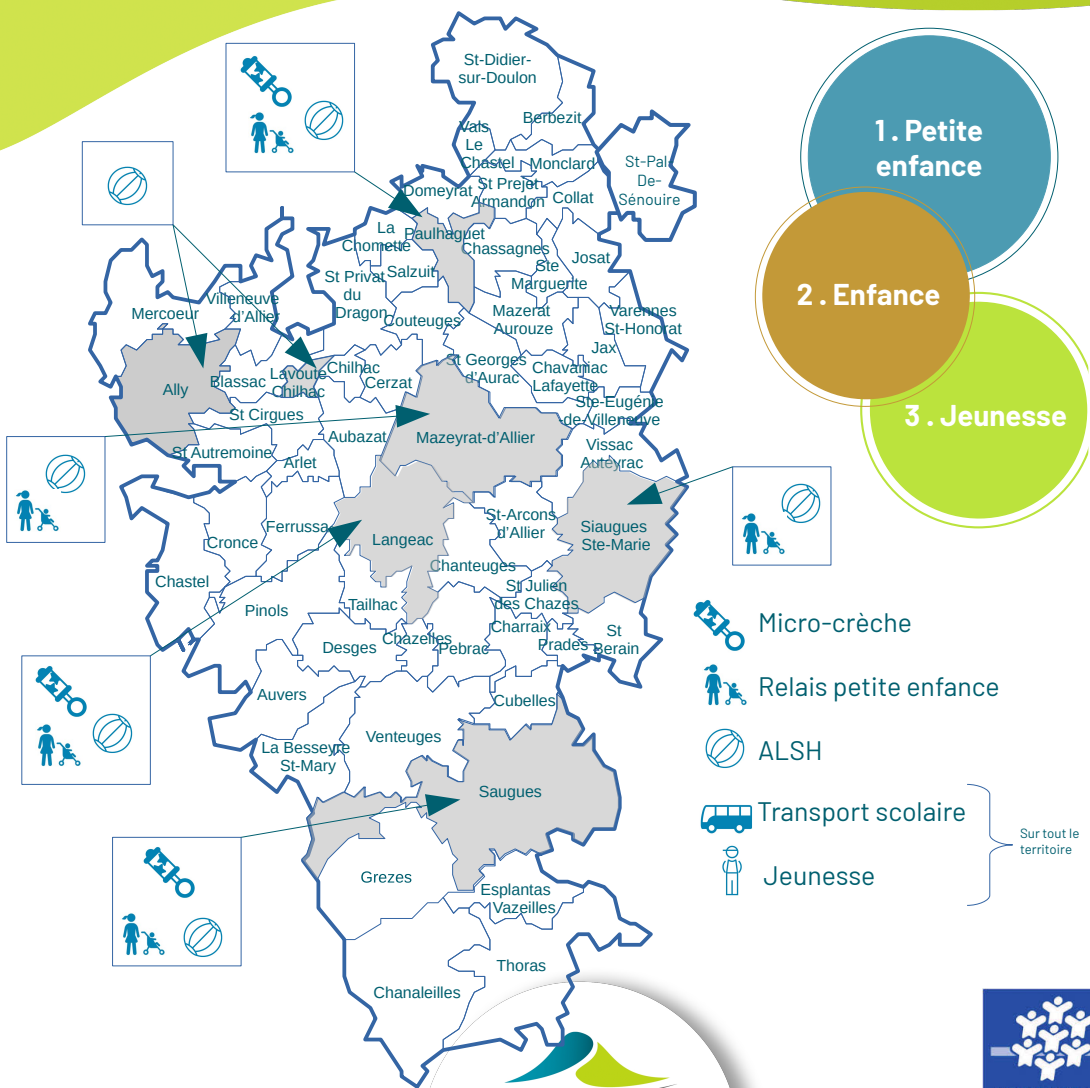 St-Didier-
sur-Doulon
Berbezit
Vals
Le
Chastel
Monclard
St-Pal-
De-
Sénouire
Domeyrat
St Prejet
Armandon
Collat
La
Chomette
Paulhaguet
Chassagnes
Josat
St Privat
du
Dragon
Salzuit
Ste
Marguerite
Mercoeur
Villeneuve
d'Allier
Couteuges
Mazerat
Aurouze
Varennes
St-Honorat
Jax
St Georges
d'Aurac
Chavaniac
Lafayette
Ally
Blassac
Lavoute
Chilhac
Chilhac
Cerzat
Ste-Eugénie
-de-Villeneuve
St Cirgues
Aubazat
Mazeyrat-d'Allier
Vissac
Auteyrac
St Autremoine
Arlet
Cronce
Ferrussa
Langeac
St-Arcons
d'Allier
Siaugues
Ste-Marie
Chanteuges
Chastel
Pinols
Tailhac
St Julien
des Chazes
Desges
Chazelles
Pebrac
Charraix
Prades
St
Berain
Auvers
Cubelles
La Besseyre
St-Mary
Venteuges
Saugues
Grezes
Esplantas
Vazeilles
Thoras
Chanaleilles
1 . Petite
enfance
2 . Enfance
3 . Jeunesse
Micro-crèche
Relais petite enfance
ALSH
Transport scolaire
Jeunesse
Sur tout le
territoire